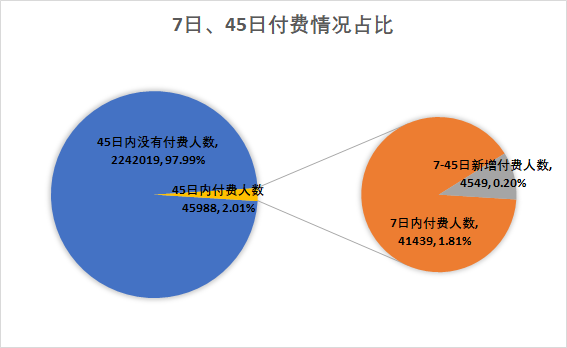 7日、45日付费情况占比
45日内没有付费人数,
2242019, 97.99%
45日内付费人数
45988, 2.01%
7-45日新增付费人数,
4549, 0.20%
7日内付费人数,
41439, 1.81%